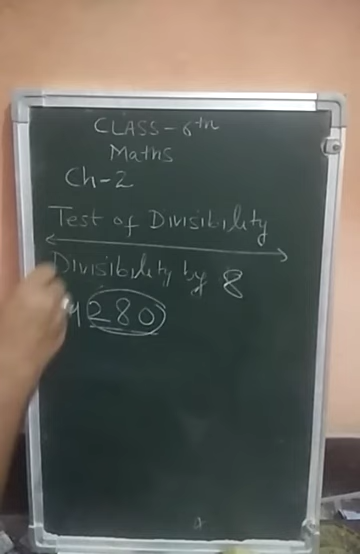 CLASS-6th
Maths
Ch-2
Test of Divisibility
Divisibility by 8
4280